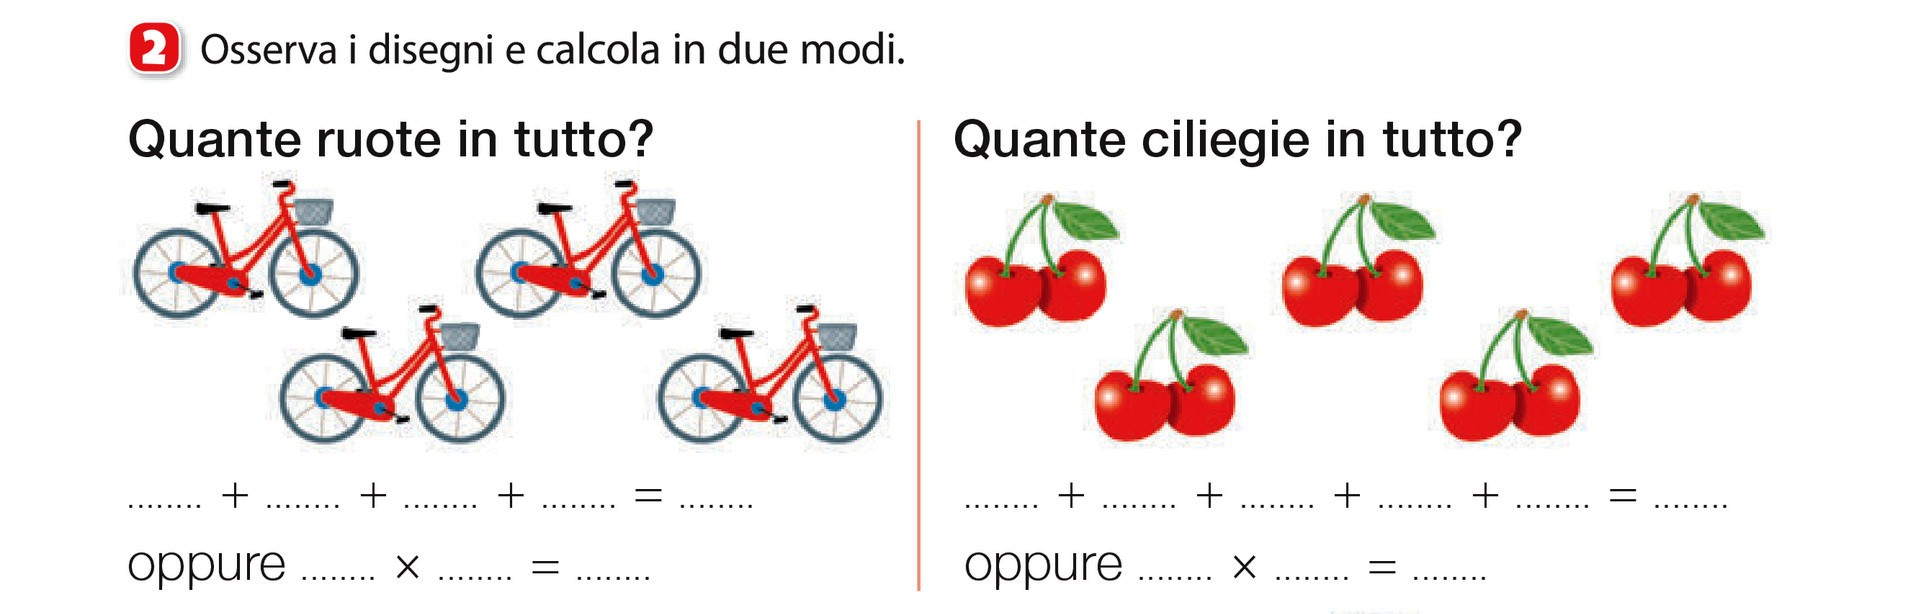 2 Osserva i disegni e calcola in due modi.
Quante ruote in tutto?
........ + ........ + ........ + ........ = ........
oppure ........ × ........ = ........
Quante ciliegie in tutto?
........ + ........ + ........ + ........ + ........ = ........
oppure ........ × ........ = ........